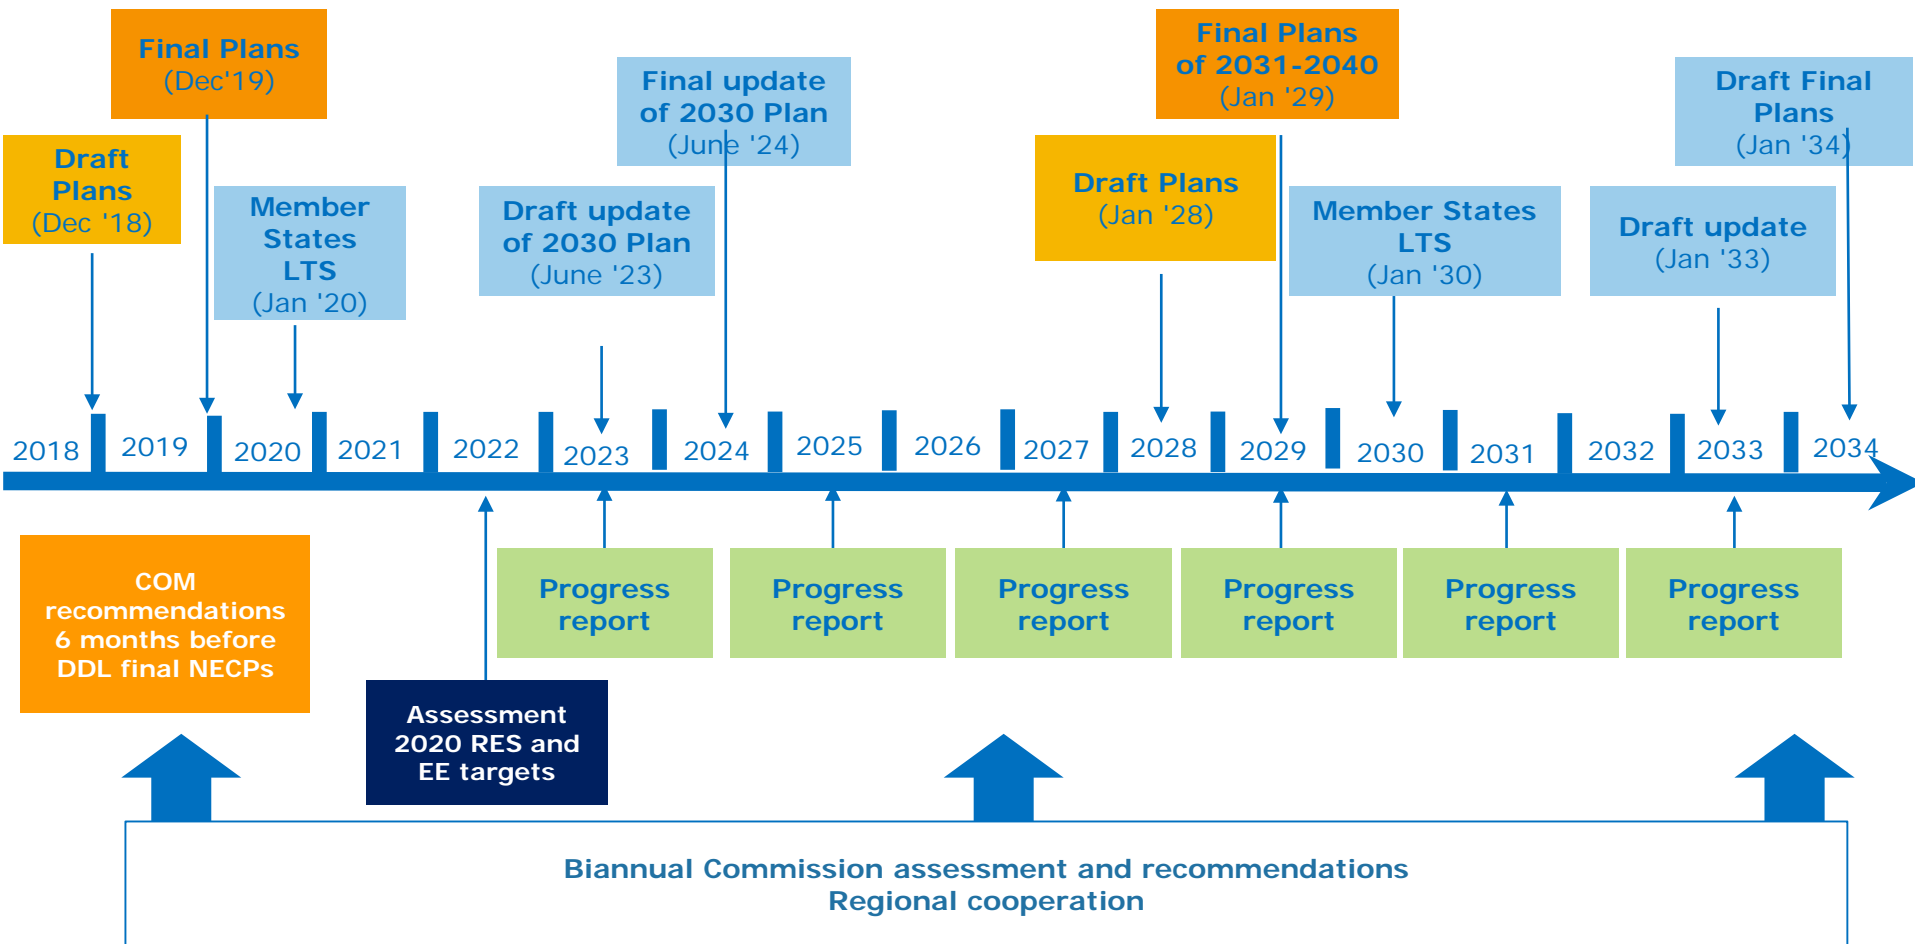 Final Plans
(Dec'19)
Final Plans
of 2031-2040
(Jan '29)
Final update
of 2030 Plan
(June '24)
Draft Final
Plans
(Jan '34)
Draft
Plans
(Dec '18)
Member
States
LTS
(Jan '20)
Draft update
of 2030 Plan
(June '23)
Draft Plans
(Jan '28)
Member States
LTS
(Jan '30)
Draft update
(Jan '33)
2018 2019 2020 2021 2022 2023 2024 2025 2026 2027 2028 2029 2030 2031 2032 2033 2034
COM
recommendations
6 months before
DDL final NECPs
Progress
report
Progress
report
Progress
report
Progress
report
Progress
report
Progress
report
Assessment
2020 RES and
EE targets
Biannual Commission assessment and recommendations
Regional cooperation